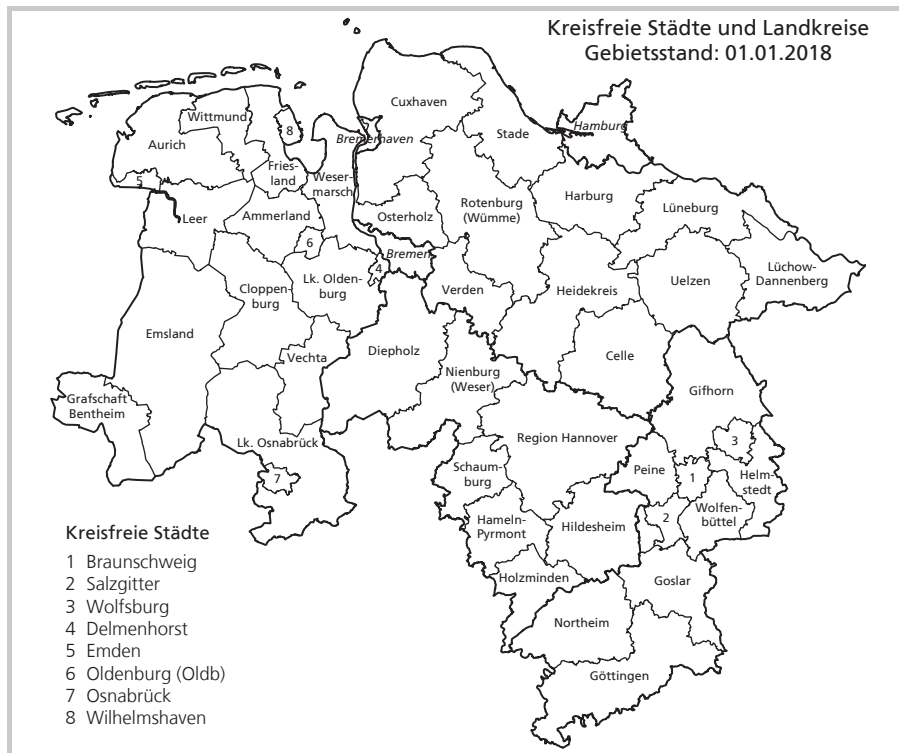 Kreisfreie Städte und Landkreise
Gebietsstand: 01.01.2018
Cuxhaven
Wittmund
8
Bremerhaven
Stade
Hamburg
Aurich
Fries-
land
Weser-
marsch
5
Leer
Ammerland
Osterholz
Rotenburg
(Wümme)
Harburg
Lüneburg
6
Bremen
4
Lk. Olden-
burg
Cloppen-
burg
Verden
Heidekreis
Uelzen
Lüchow-
Dannenberg
Emsland
Vechta
Diepholz
Nienburg
(Weser)
Celle
Gifhorn
Grafschaft
Bentheim
Lk. Osnabrück
7
Region Hannover
3
Schaum-
burg
Peine
1
Helm-
stedt
2
Wolfen-
büttel
Hameln-
Pyrmont
Hildesheim
Holzminden
Goslar
Northeim
Göttingen
Kreisfreie Städte
1 Braunschweig
2 Salzgitter
3 Wolfsburg
4 Delmenhorst
5 Emden
6 Oldenburg (Oldb)
7 Osnabrück
8 Wilhelmshaven